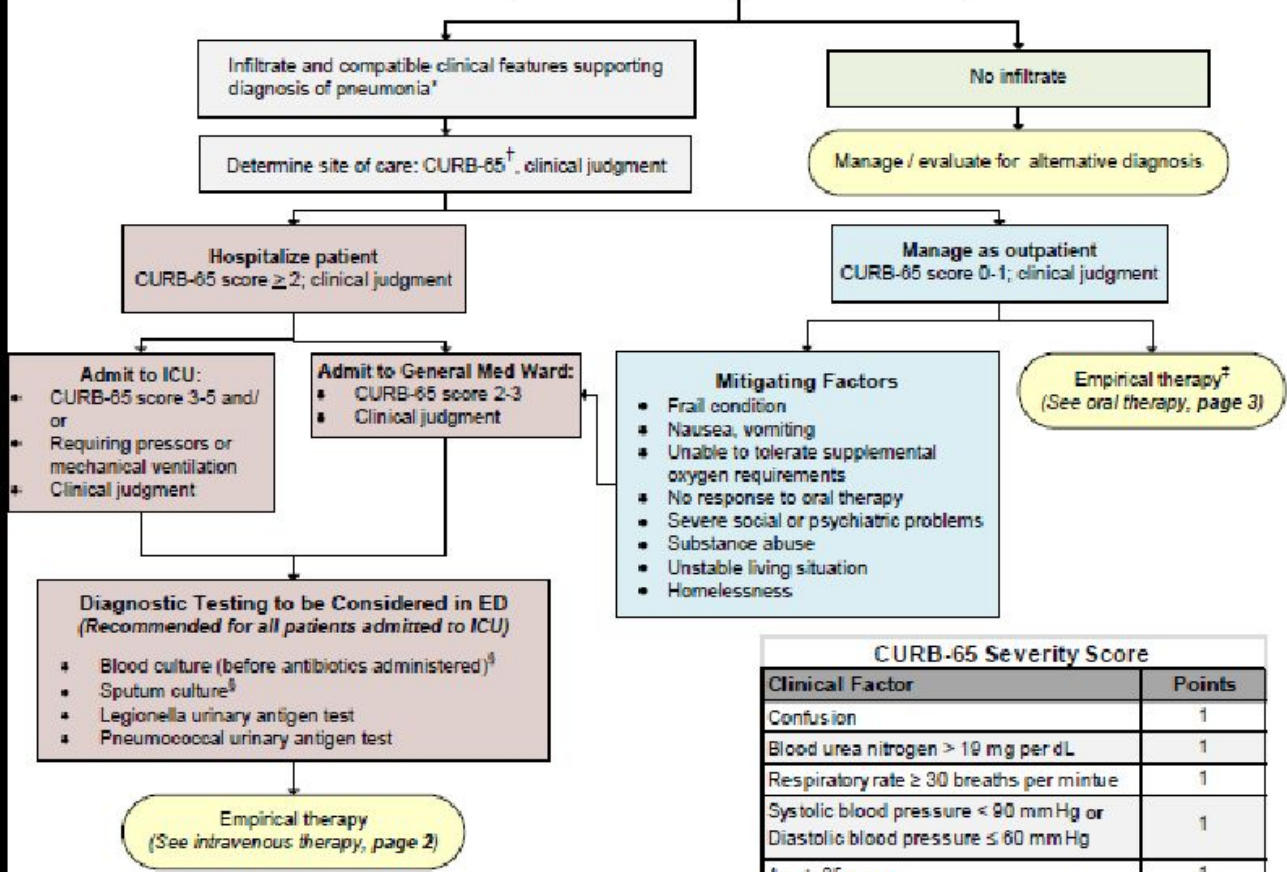 Infiltrate and compatible clinical features supporting
diagnosis of pneumonia*
No infiltrate
Determine site of care: CURB-65†, clinical judgment
Manage / evaluate for alternative diagnosis
Hospitalize patient
CURB-65 score ≥ 2; clinical judgment
Manage as outpatient
CURB-65 score 0-1; clinical judgment
Admit to ICU:
CURB-65 score 3-5 and/
or
Requiring pressors or
mechanical ventilation
Clinical judgment
Admit to General Med Ward:
CURB-65 score 2-3
Clinical judgment
Mitigating Factors
Frail condition
Nausea, vomiting
Unable to tolerate supplemental
oxygen requirements
No response to oral therapy
Severe social or psychiatric problems
Substance abuse
Unstable living situation
Homelessness
Empirical therapy‡
(See oral therapy, page 3)
Diagnostic Testing to be Considered in ED
(Recommended for all patients admitted to ICU)
Blood culture (before antibiotics administered)§
Sputum culture§
Legionella urinary antigen test
Pneumococcal urinary antigen test
Empirical therapy
(See intravenous therapy, page 2)
CURB-65 Severity Score
Clinical Factor Points
Confusion 1
Blood urea nitrogen > 19 mg per dL 1
Respiratory rate ≥ 30 breaths per mintue 1
Systolic blood pressure < 90 mm Hg or
Diastolic blood pressure ≤ 60 mm Hg 1